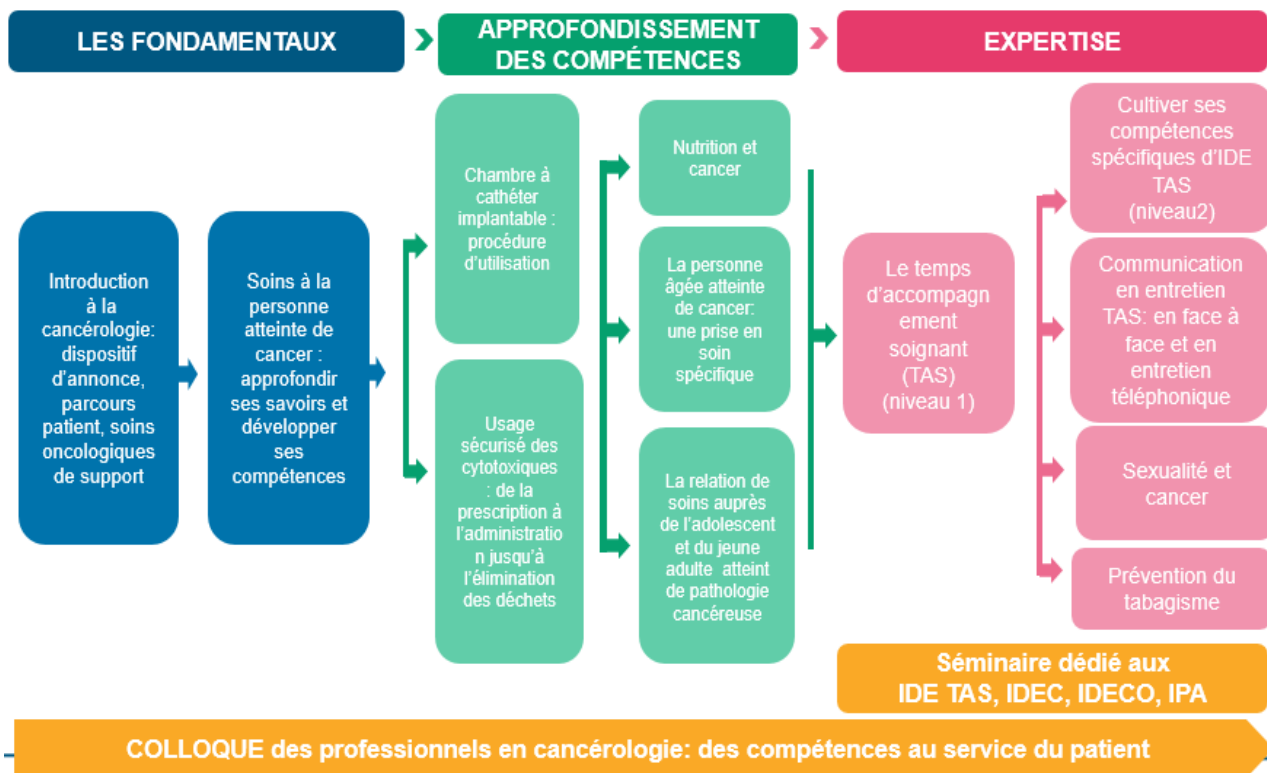 LES FONDAMENTAUX
APPROFONDISSEMENT
DES COMPÉTENCES
EXPERTISE
Introduction
à la
cancérologie:
dispositif
d'annonce,
parcours
patient, soins
oncologiques
de support
Soins à la
personne
atteinte de
cancer :
approfondir
ses savoirs et
développer
ses
compétences
Chambre à
cathéter
implantable :
procédure
d'utilisation
Usage
sécurisé des
cytotoxiques
: de la
prescription à
l'administratio
n jusqu'à
l'élimination
des déchets
Nutrition et
cancer
La personne
âgée atteinte
de cancer:
une prise en
soin
spécifique
La relation de
soins auprès
de l'adolescent
et du jeune
adulte atteint
de pathologie
cancéreuse
Le temps
d'accompagn
ement
soignant
(TAS)
(niveau 1)
Cultiver ses
compétences
spécifiques d'IDE
TAS
(niveau2)
Communication
en entretien
TAS: en face à
face et en
entretien
téléphonique
Sexualité et
cancer
Prévention du
tabagisme
Séminaire dédié aux
IDE TAS, IDEC, IDECO, IPA
COLLOQUE des professionnels en cancérologie: des compétences au service du patient